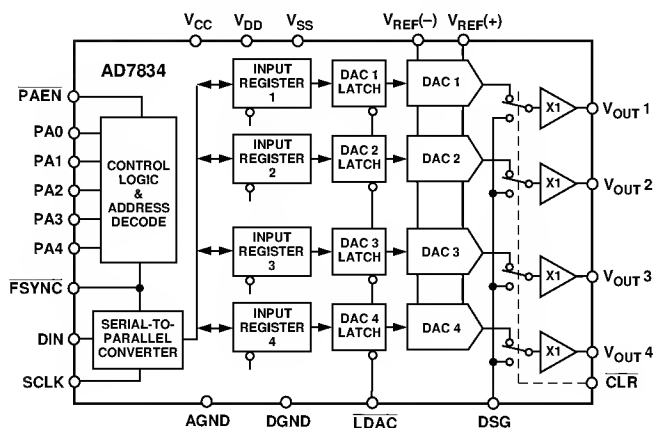 VCC VDD VSS VREF(–) VREF(+)
AD7834
PAEN
PA0
PA1
PA2
PA3
PA4
FSYNC
DIN
SCLK
CONTROL
LOGIC
&
ADDRESS
DECODE
SERIAL-TO-
PARALLEL
CONVERTER
INPUT
REGISTER
1
DAC 1
LATCH
DAC 1
X1
VOUT 1
INPUT
REGISTER
2
DAC 2
LATCH
DAC 2
X1
VOUT 2
INPUT
REGISTER
3
DAC 3
LATCH
DAC 3
X1
VOUT 3
INPUT
REGISTER
4
DAC 4
LATCH
DAC 4
X1
VOUT 4
CLR
AGND DGND LDAC DSG